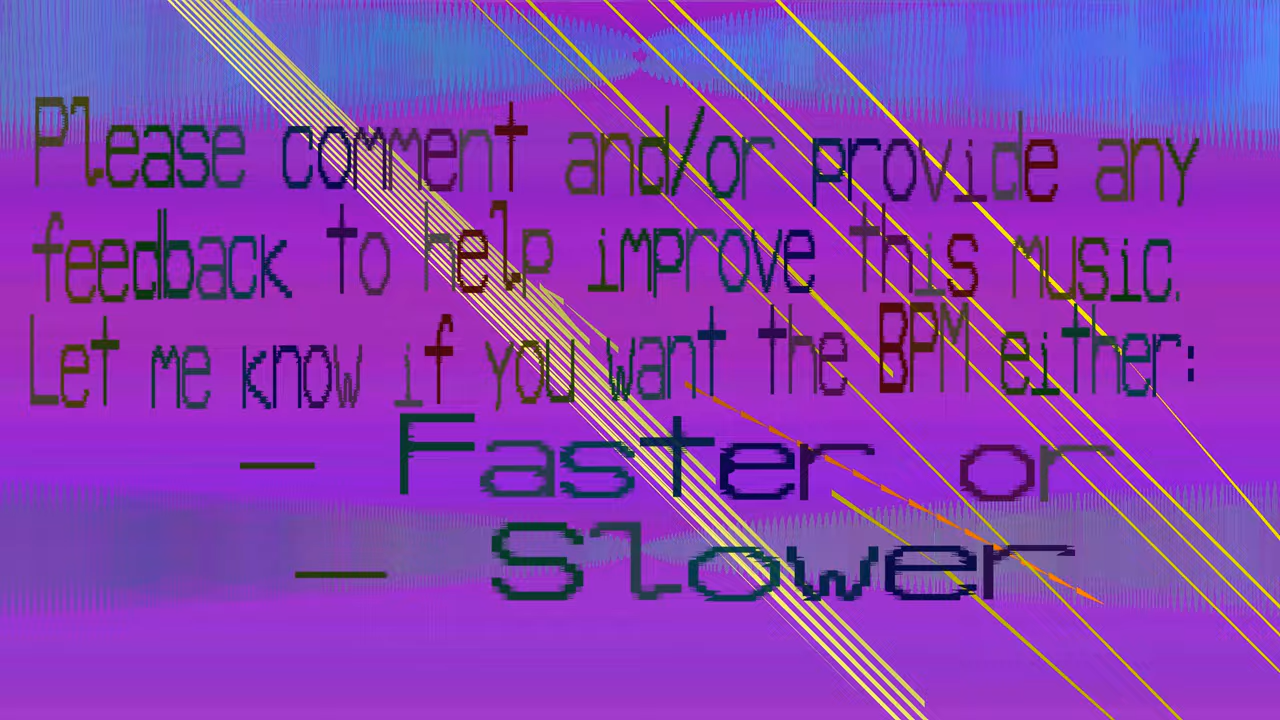 Please comment and/or provide any
feedback to help improve this music.
Let me know if you want the BPM either:
– Faster or
– Slower